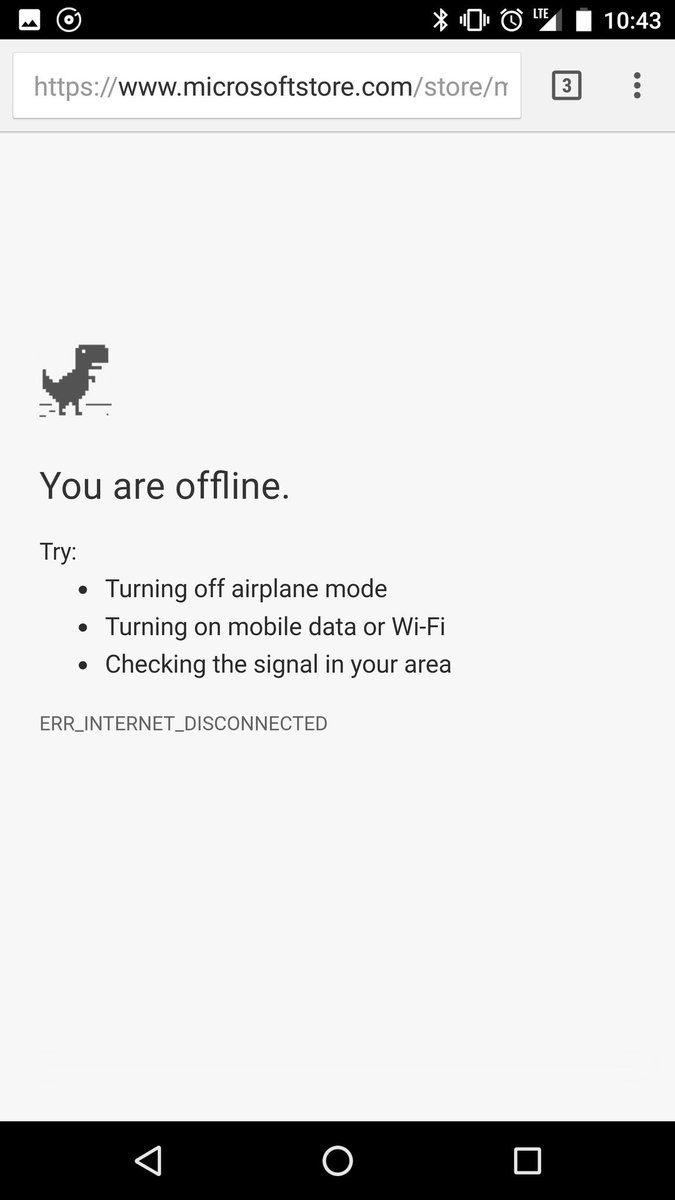 LTE 10:43
https://www.microsoftstore.com/store/m 3
You are offline.
Try:
• Turning off airplane mode
• Turning on mobile data or Wi-Fi
• Checking the signal in your area
ERR_INTERNET_DISCONNECTED